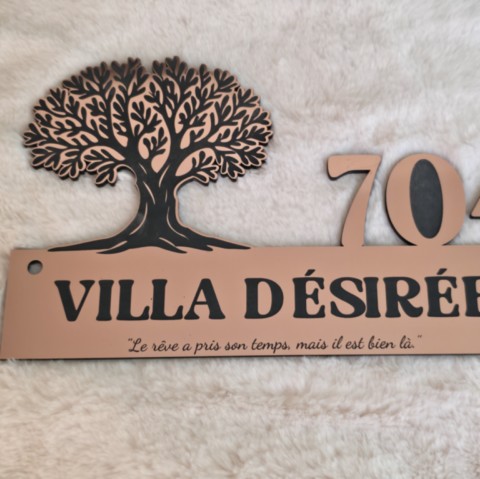 70
VILLA DÉSIRÉE
"Le rêve a pris son temps, mais il est bien là."